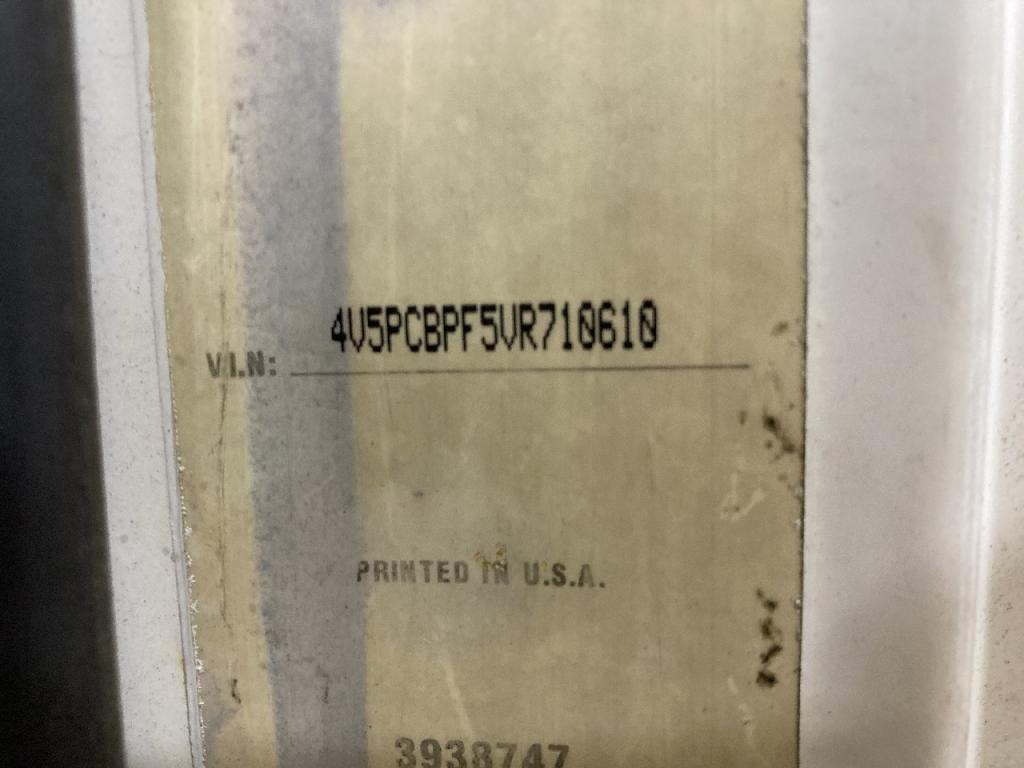 4V5PCBPF5VR710610
V.I.N:
PRINTED IN U.S.A.
3938747